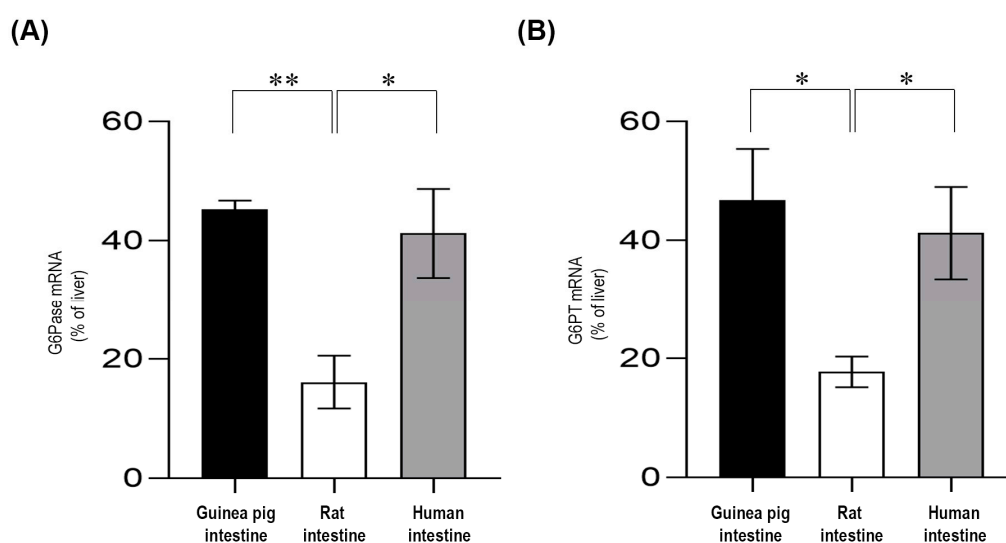 (A)
**
*
60
40
20
0
G6Pase mRNA
(% of liver)
Guinea pig
intestine
Rat
intestine
Human
intestine
(B)
*
*
60
40
20
0
G6PT mRNA
(% of liver)
Guinea pig
intestine
Rat
intestine
Human
intestine